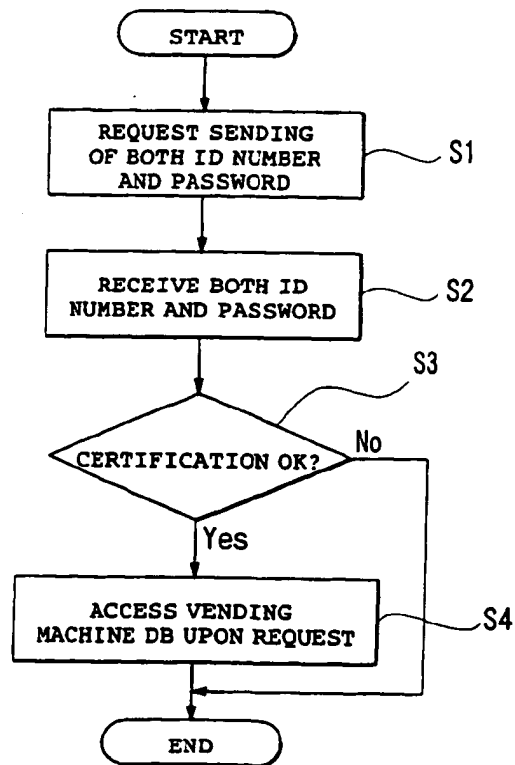 START
REQUEST SENDING
OF BOTH ID NUMBER
AND PASSWORD
S1
RECEIVE BOTH ID
NUMBER AND PASSWORD
S2
S3
CERTIFICATION OK?
No
Yes
ACCESS VENDING
MACHINE DB UPON REQUEST
S4
END